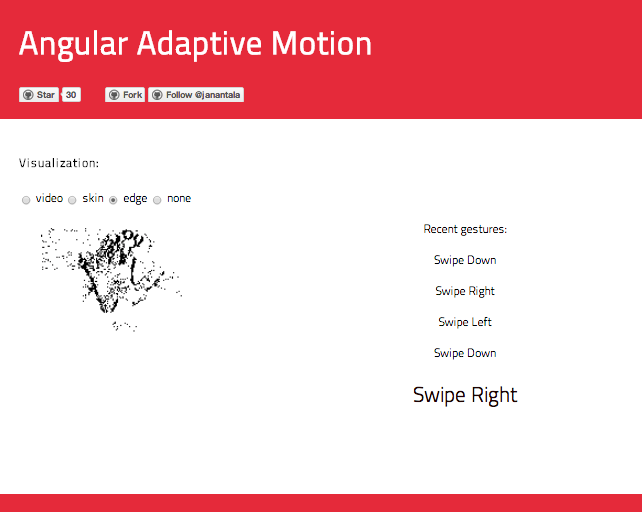 Angular Adaptive Motion
Star 30 Fork Follow @janantala
Visualization:
video skin edge none
Recent gestures:
Swipe Down
Swipe Right
Swipe Left
Swipe Down
Swipe Right